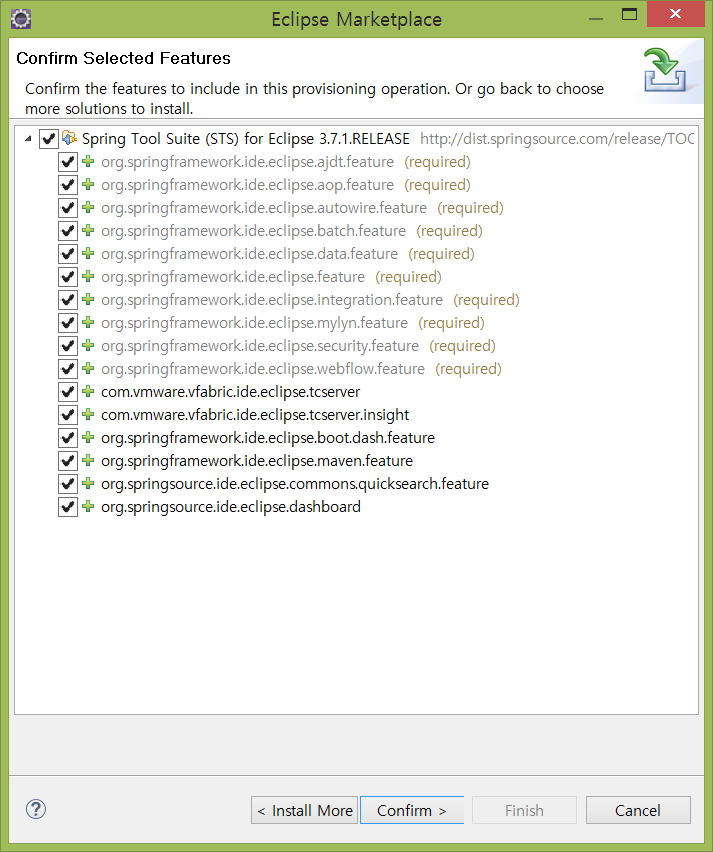 Eclipse Marketplace
Confirm Selected Features
Confirm the features to include in this provisioning operation. Or go back to choose
more solutions to install.
Spring Tool Suite (STS) for Eclipse 3.7.1.RELEASE http://dist.springsource.com/release/TOC
org.springframework.ide.eclipse.ajdt.feature (required)
org.springframework.ide.eclipse.aop.feature (required)
org.springframework.ide.eclipse.autowire.feature (required)
org.springframework.ide.eclipse.batch.feature (required)
org.springframework.ide.eclipse.data.feature (required)
org.springframework.ide.eclipse.feature (required)
org.springframework.ide.eclipse.integration.feature (required)
org.springframework.ide.eclipse.mylyn.feature (required)
org.springframework.ide.eclipse.security.feature (required)
org.springframework.ide.eclipse.webflow.feature (required)
com.vmware.vfabric.ide.eclipse.tcserver
com.vmware.vfabric.ide.eclipse.tcserver.insight
org.springframework.ide.eclipse.boot.dash.feature
org.springframework.ide.eclipse.maven.feature
org.springsource.ide.eclipse.commons.quicksearch.feature
org.springsource.ide.eclipse.dashboard
? < Install More Confirm > Finish Cancel